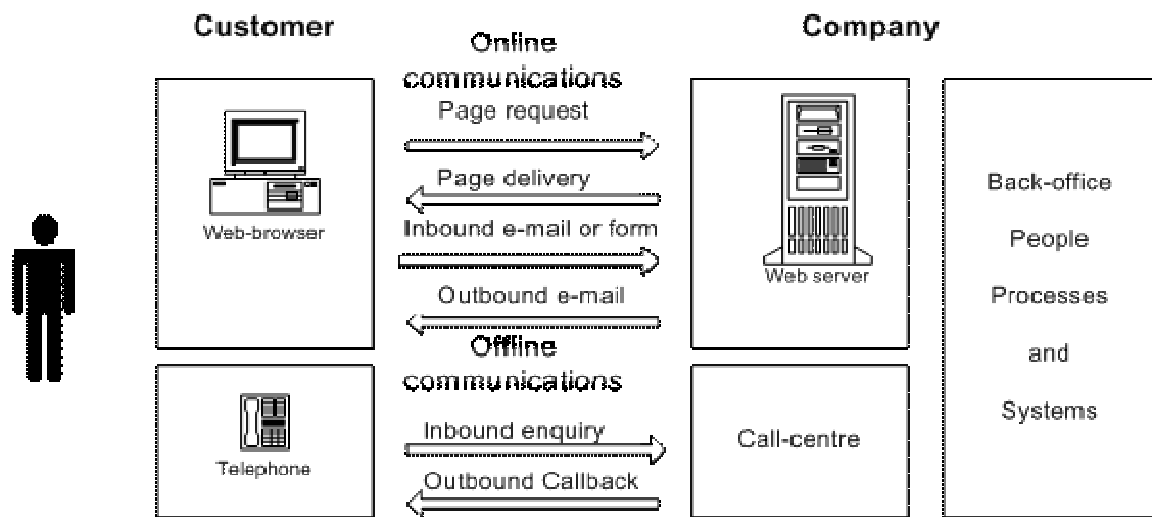 Customer
Company
Online
communications
Page request
Page delivery
Web-browser
Inbound e-mail or form
Web server
Outbound e-mail
Offline
communications
Inbound enquiry
Telephone
Outbound Callback
Call-centre
Back-office
People
Processes
and
Systems